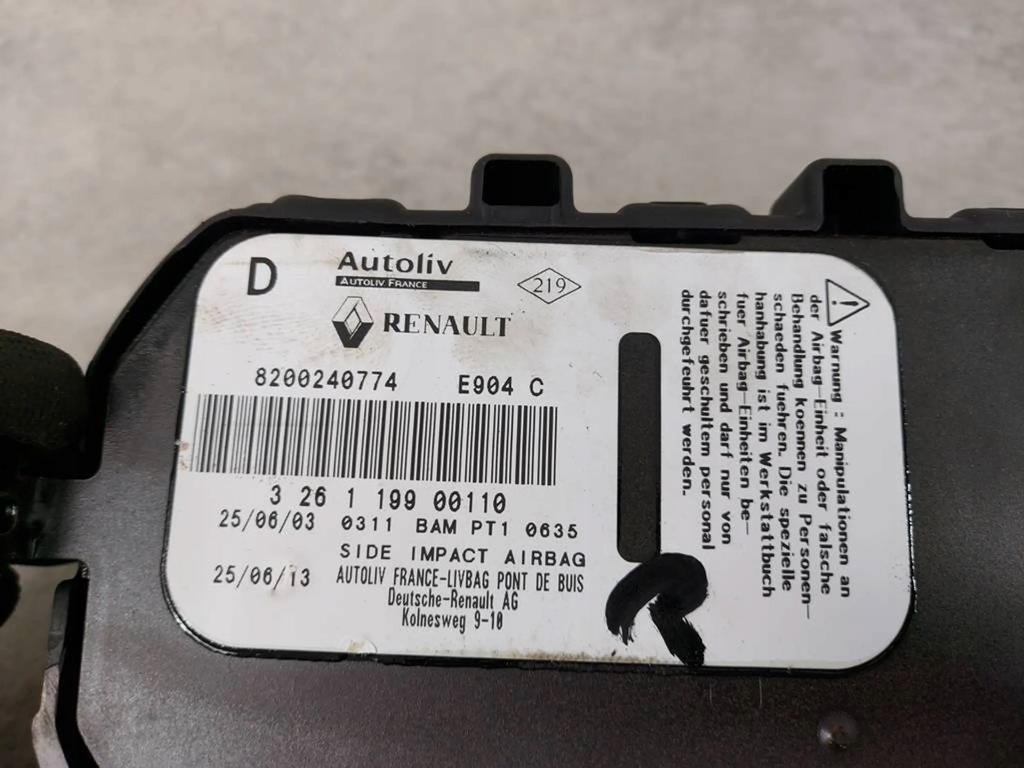 D
Autoliv
AUTOLIV FRANCE
219
RENAULT
8200240774 E904 C
3 26 1 199 00110
25/06/03 0311 BAM PT1 0635
SIDE IMPACT AIRBAG
25/06/13 AUTOLIV FRANCE-LIVBAG PONT DE BUIS
Deutsche-Renault AG
Kolnesweg 9-10
Warnung : Manipulationen an
der Airbag-Einheit oder falsche
Behandlung koennen zu Personen-
schaeden fuehren. Die spezielle
hanhabung ist im Werkstattbuch
fuer Airbag-Einheiten be-
schrieben und darf nur von
dafuer geschultem personal
durchgefeuhrt werden.